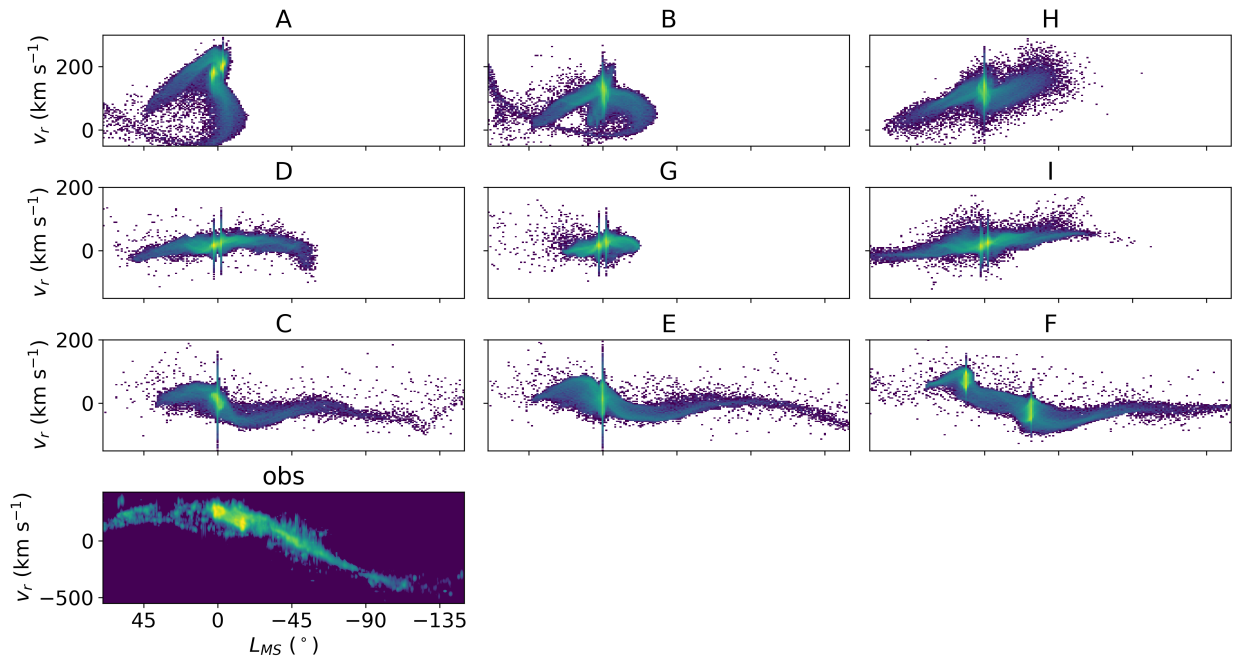 A B H
v_r (km s⁻¹) 200 0
D G I
v_r (km s⁻¹) 200 0
C E F
v_r (km s⁻¹) 200 0
obs
v_r (km s⁻¹) 0 −500
45 0 −45 −90 −135
L_MS (°)